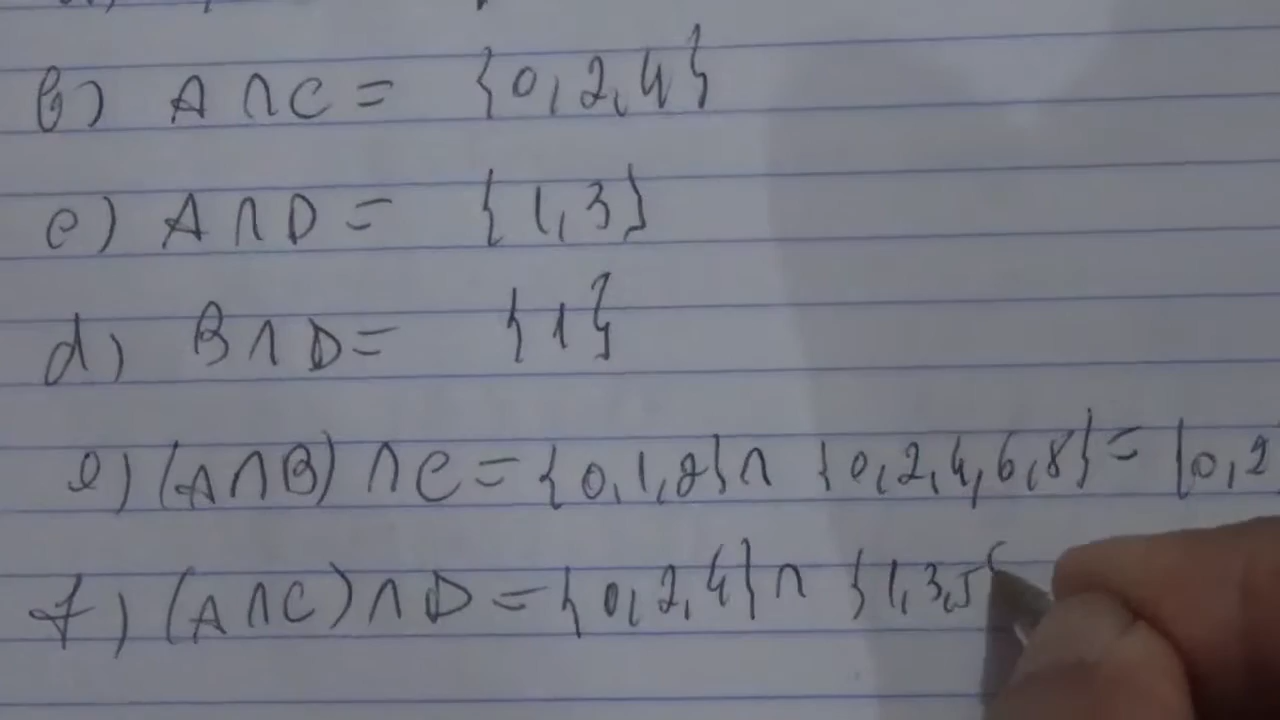 b) A∩C = {0,2,4}
c) A∩D = {1,3}
d) B∩D = {1}
e) (A∩B)∩C = {0,1,2}∩ {0,2,4,6,8} = {0,2
f) (A∩C)∩D = {0,2,4}∩ {1,3,5